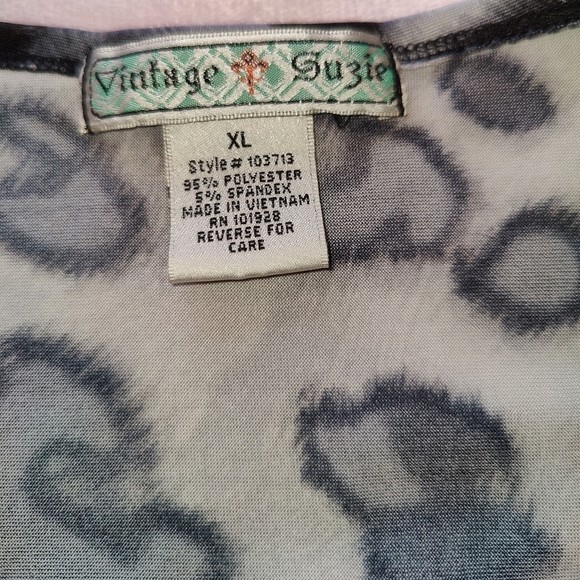 Vintage Suzie
XL
Style # 103713
95% POLYESTER
5% SPANDEX
MADE IN VIETNAM
RN 101928
REVERSE FOR
CARE